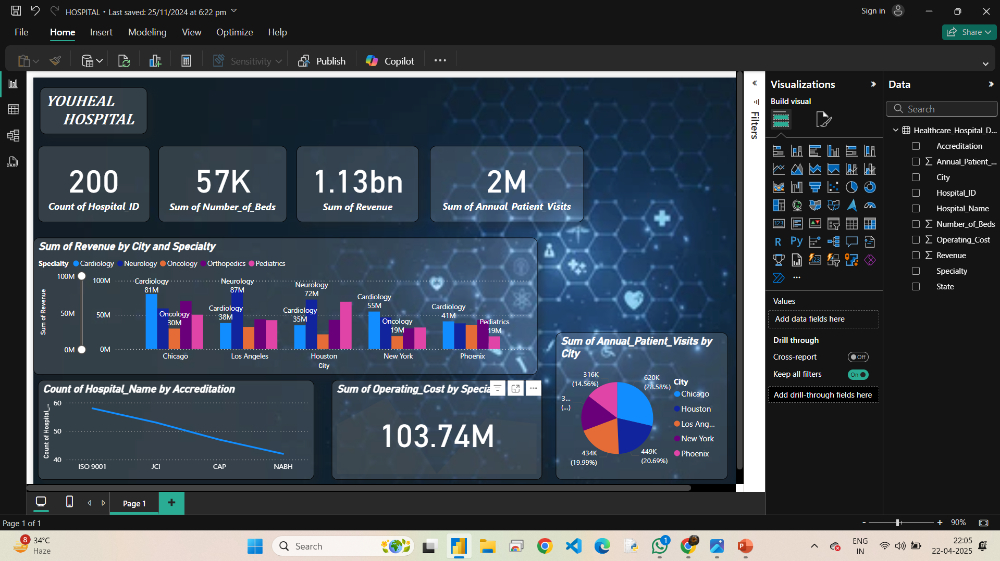 HOSPITAL • Last saved: 25/11/2024 at 6:22 pm
Sign in
File Home Insert Modeling View Optimize Help
Share
Sensitivity
Publish
Copilot
YOUHEAL
HOSPITAL
200
Count of Hospital_ID
57K
Sum of Number_of_Beds
1.13bn
Sum of Revenue
2M
Sum of Annual_Patient_Visits
Sum of Revenue by City and Specialty
Specialty Cardiology Neurology Oncology Orthopedics Pediatrics
Sum of Revenue
100M
50M
0M
100M
50M
0M
Cardiology
81M
Oncology
30M
Cardiology
38M
Neurology
87M
Cardiology
35M
Neurology
72M
Cardiology
55M
Oncology
19M
Cardiology
41M
Pediatrics
19M
Chicago Los Angeles Houston New York Phoenix
City
Count of Hospital_Name by Accreditation
Count of Hospital_...
60
50
40
ISO 9001 JCI CAP NABH
Sum of Operating_Cost by Specia
103.74M
Sum of Annual_Patient_Visits by
City
316K
(14.56%)
620K
(28.58%)
3...
(...)
434K
(19.99%)
449K
(20.69%)
City
Chicago
Houston
Los Ang...
New York
Phoenix
Filters
Visualizations
Build visual
R Py
123
Values
Add data fields here
Drill through
Cross-report
Off
Keep all filters
On
Add drill-through fields here
Data
Search
Healthcare_Hospital_D...
Accreditation
Annual_Patient_...
City
Hospital_ID
Hospital_Name
Number_of_Beds
Operating_Cost
Revenue
Specialty
State
DAX
Page 1
Page 1 of 1
- + 90%
8
34°C
Haze
Search
1
ENG
IN
22:05
22-04-2025